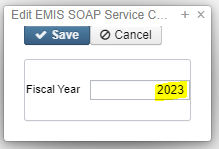 Edit EMIS SOAP Service C...
Save Cancel
Fiscal Year 2023